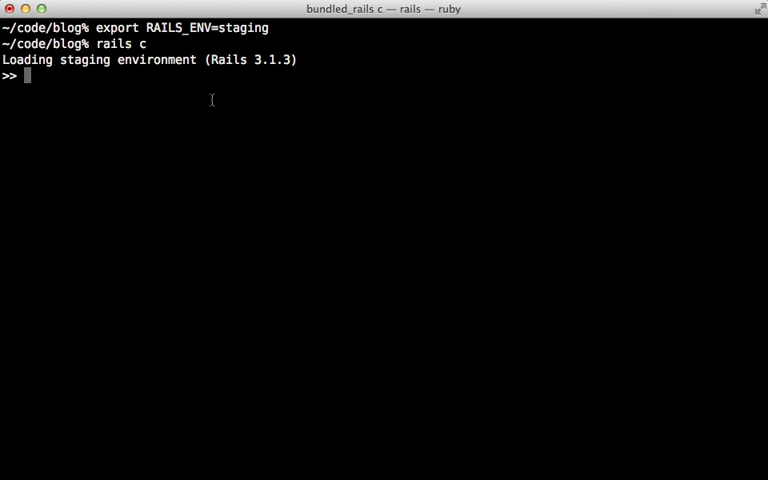 bundled_rails c — rails — ruby
~/code/blog% export RAILS_ENV=staging
~/code/blog% rails c
Loading staging environment (Rails 3.1.3)
>>